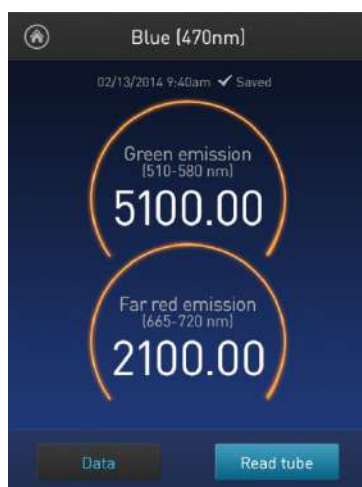 Blue (470nm)
02/13/2014 9:40am ✔ Saved
Green emission
(510-580 nm)
5100.00
Far red emission
(665-720 nm)
2100.00
Data
Read tube